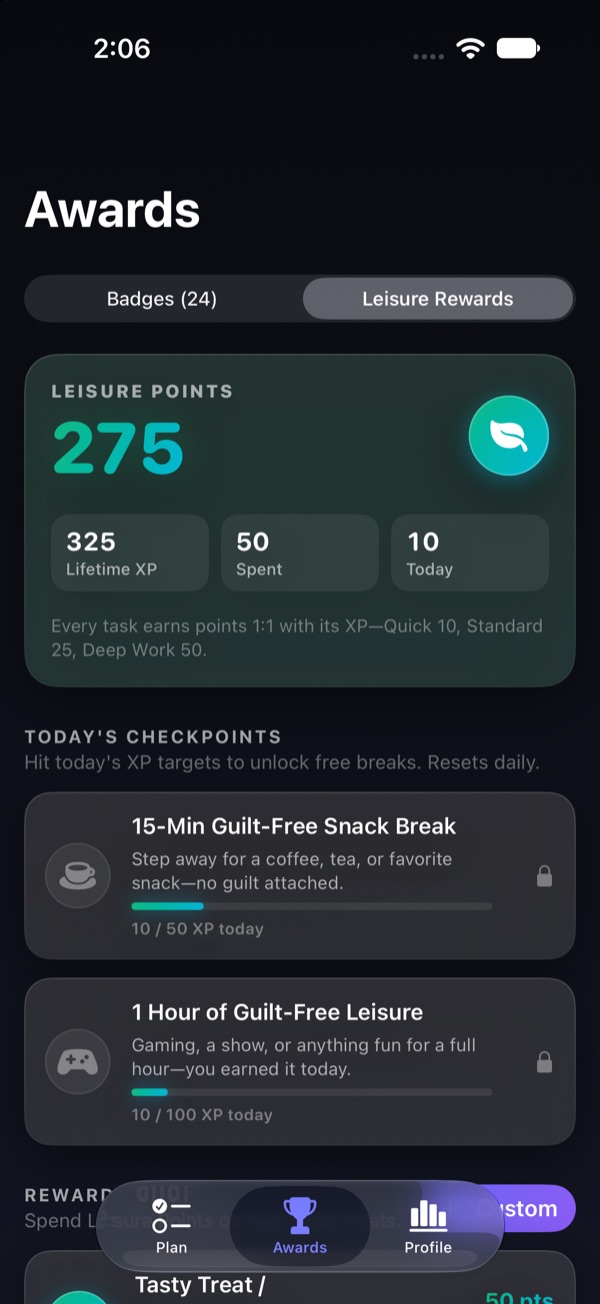 2:06
Awards
Badges (24)
Leisure Rewards
LEISURE POINTS
275
325
Lifetime XP
50
Spent
10
Today
Every task earns points 1:1 with its XP—Quick 10, Standard
25, Deep Work 50.
TODAY'S CHECKPOINTS
Hit today's XP targets to unlock free breaks. Resets daily.
15-Min Guilt-Free Snack Break
Step away for a coffee, tea, or favorite
snack—no guilt attached.
10 / 50 XP today
1 Hour of Guilt-Free Leisure
Gaming, a show, or anything fun for a full
hour—you earned it today.
10 / 100 XP today
REWARD
Spend
Plan
Awards
Profile
Tasty Treat /
50 pts